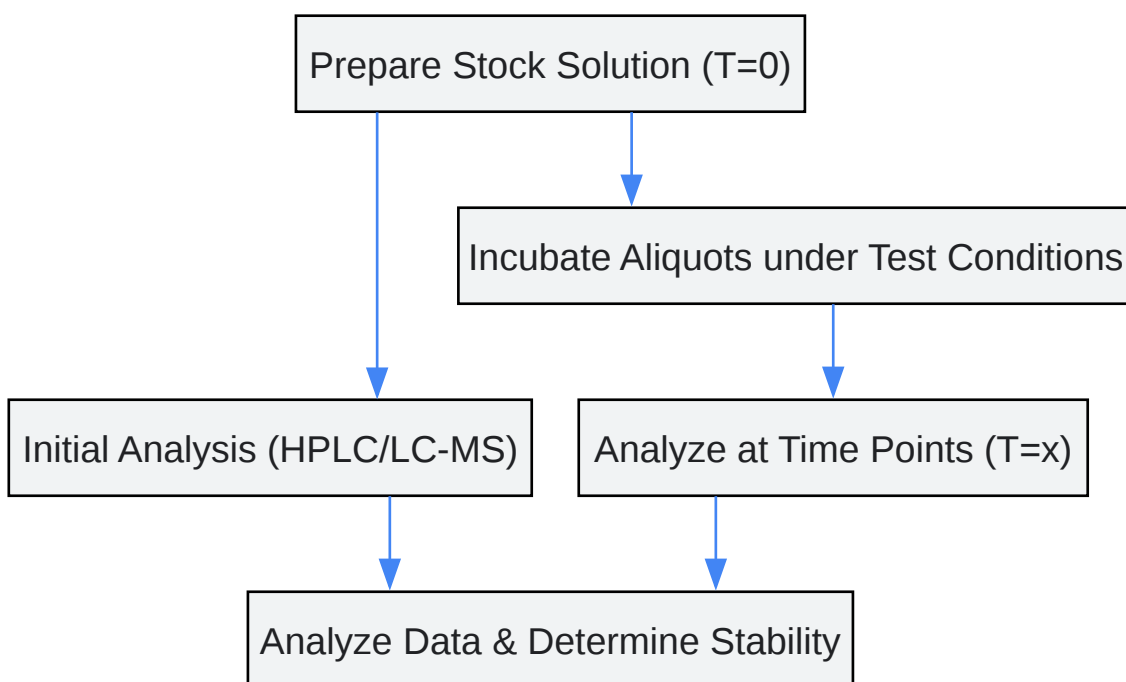 Prepare Stock Solution (T=0)
Incubate Aliquots under Test Conditions
Initial Analysis (HPLC/LC-MS)
Analyze at Time Points (T=x)
Analyze Data & Determine Stability